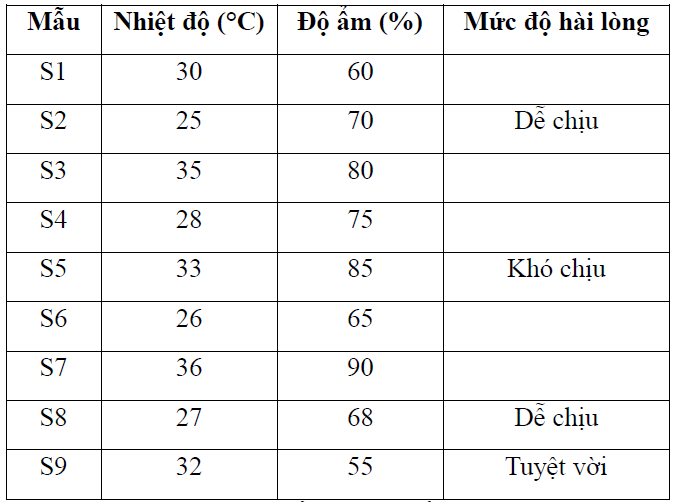 Mẫu Nhiệt độ (°C) Độ ẩm (%) Mức độ hài lòng
S1 30 60
S2 25 70 Dễ chịu
S3 35 80
S4 28 75
S5 33 85 Khó chịu
S6 26 65
S7 36 90
S8 27 68 Dễ chịu
S9 32 55 Tuyệt vời